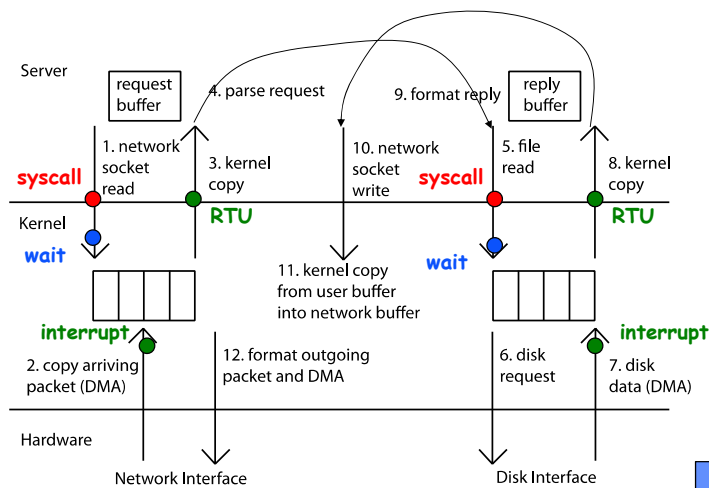 Server
request
buffer
4. parse request
9. format reply
reply
buffer
1. network
socket
read
3. kernel
copy
10. network
socket
write
5. file
read
8. kernel
copy
syscall
RTU
syscall
RTU
Kernel
wait
wait
11. kernel copy
from user buffer
into network buffer
interrupt
interrupt
2. copy arriving
packet (DMA)
12. format outgoing
packet and DMA
6. disk
request
7. disk
data (DMA)
Hardware
Network Interface
Disk Interface